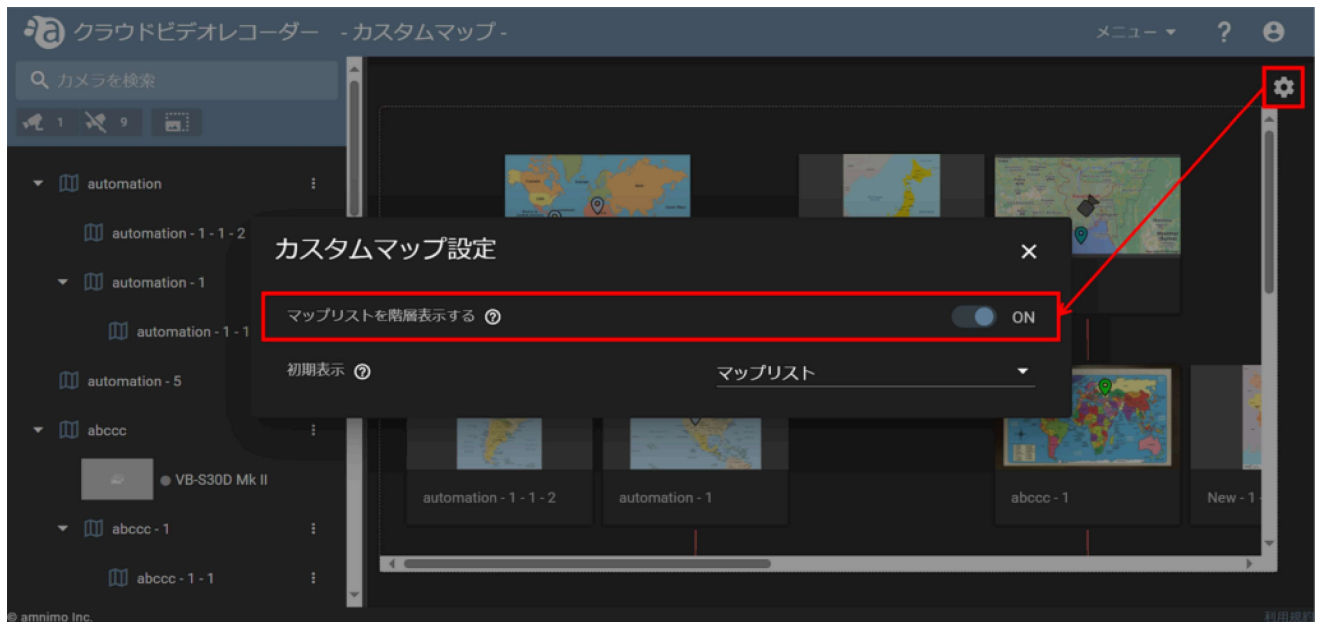 クラウドビデオレコーダー - カスタムマップ -
メニュー
?
カメラを検索
1
9
automation
automation - 1 - 1 - 2
automation - 1
automation - 1 - 1
automation - 5
abccc
VB-S30D Mk II
abccc - 1
abccc - 1 - 1
カスタムマップ設定
×
マップリストを階層表示する ?
ON
初期表示 ?
マップリスト
automation - 1 - 1 - 2
automation - 1
abccc - 1
New - 1 -
© amnimo Inc.
利用規約